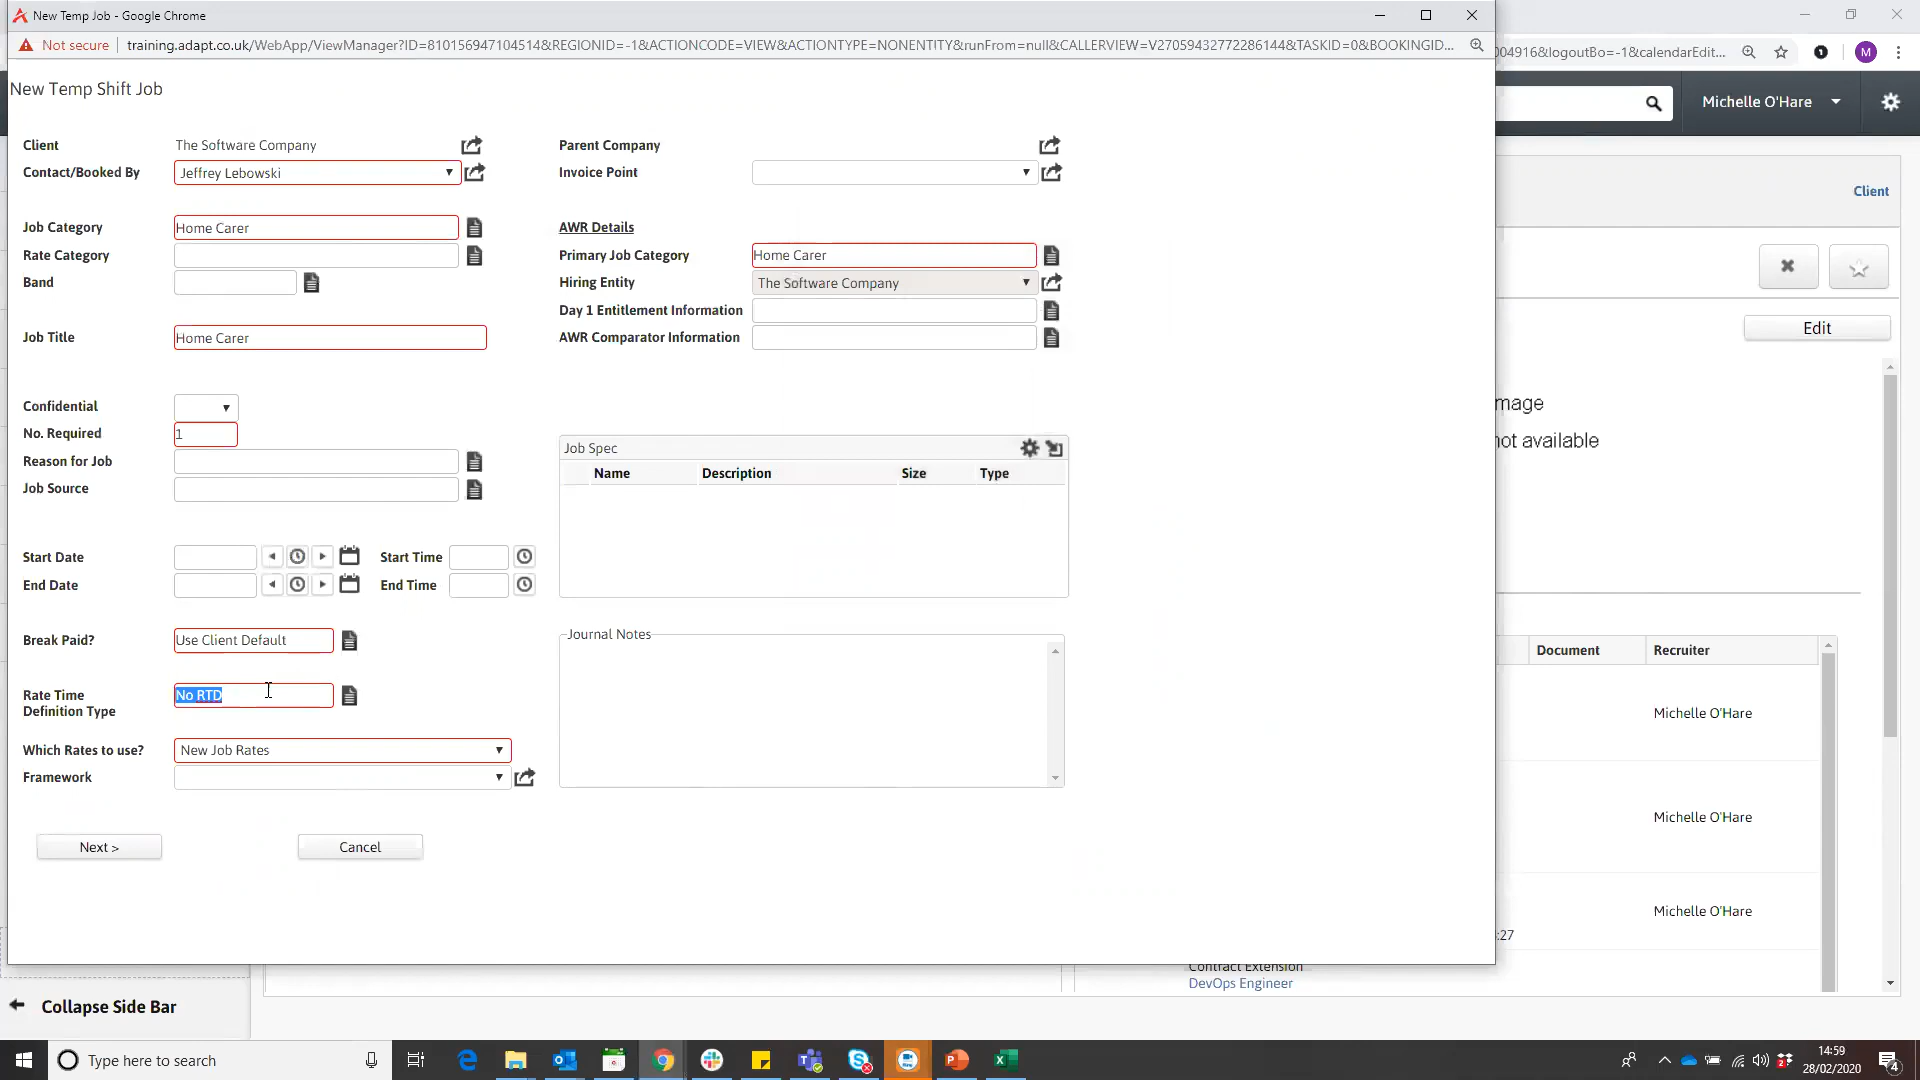 New Temp Job - Google Chrome
Not secure training.adapt.co.uk/WebApp/ViewManager?ID=810156947104514&REGIONID=-1&ACTIONCODE=VIEW&ACTIONTYPE=NONENTITY&runFrom=null&CALLERVIEW=V27059432772286144&TASKID=0&BOOKINGID...
004916&logoutBo=-1&calendarEdit... 1 M
Michelle O'Hare
New Temp Shift Job
Client The Software Company Parent Company
Contact/Booked By Jeffrey Lebowski Invoice Point
Client
Job Category Home Carer AWR Details
Rate Category Primary Job Category Home Carer
Band Hiring Entity The Software Company
Day 1 Entitlement Information
Job Title Home Carer AWR Comparator Information
Edit
Confidential
No. Required 1
Reason for Job
Job Source
Job Spec
Name Description Size Type
mage
not available
Start Date Start Time
End Date End Time
Break Paid? Use Client Default
Journal Notes
Document Recruiter
Rate Time Definition Type No RTD
Michelle O'Hare
Which Rates to use? New Job Rates
Framework
Michelle O'Hare
Next > Cancel
Michelle O'Hare
:27
Contract Extension
DevOps Engineer
Collapse Side Bar
Type here to search
14:59
28/02/2020
4